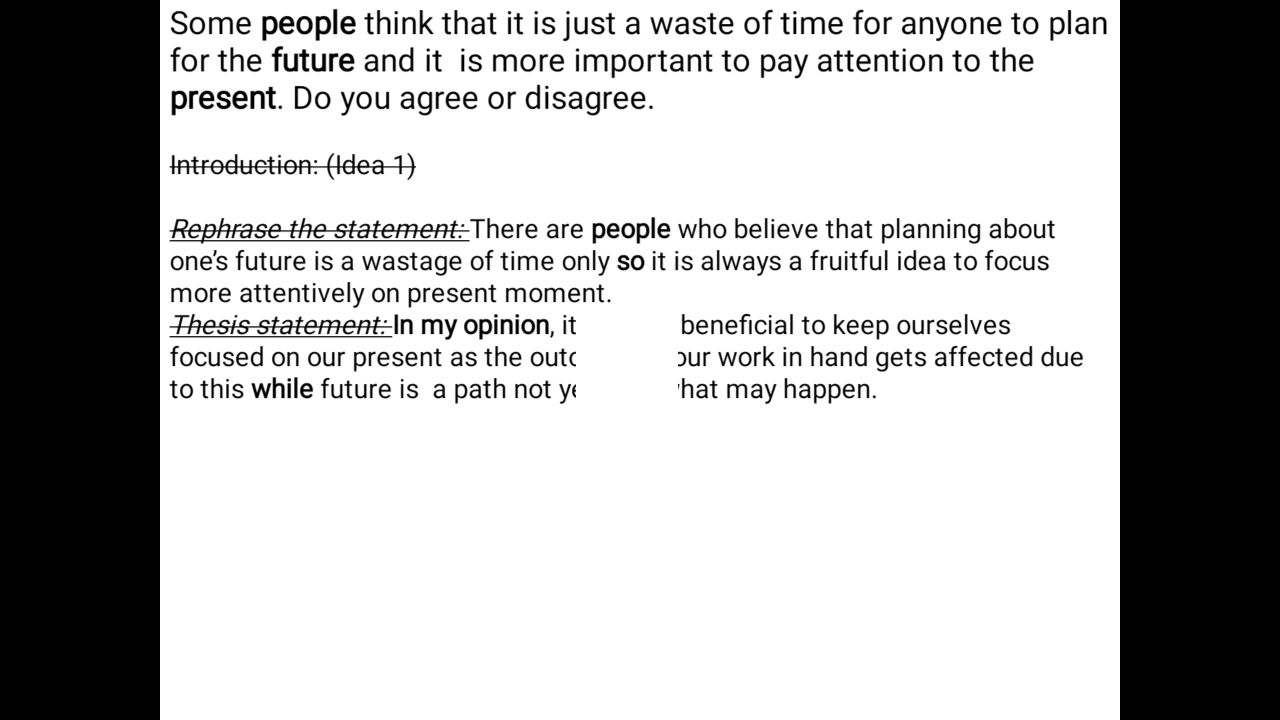 Some people think that it is just a waste of time for anyone to plan
for the future and it is more important to pay attention to the
present. Do you agree or disagree.
Introduction: (Idea 1)
Rephrase the statement: There are people who believe that planning about
one's future is a wastage of time only so it is always a fruitful idea to focus
more attentively on present moment.
Thesis statement: In my opinion, it beneficial to keep ourselves
focused on our present as the work in hand gets affected due
to this while future is a path not may happen.